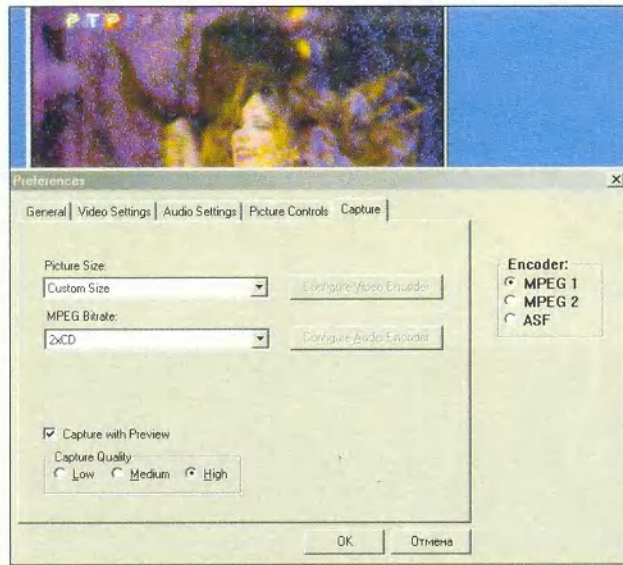 РТР
Preferences
General Video Settings Audio Settings Picture Controls Capture
Picture Size:
Custom Size
Configure Video Encoder
MPEG Bitrate:
2xCD
Configure Audio Encoder
Encoder:
MPEG 1
MPEG 2
ASF
Capture with Preview
Capture Quality
Low Medium High
OK Отмена